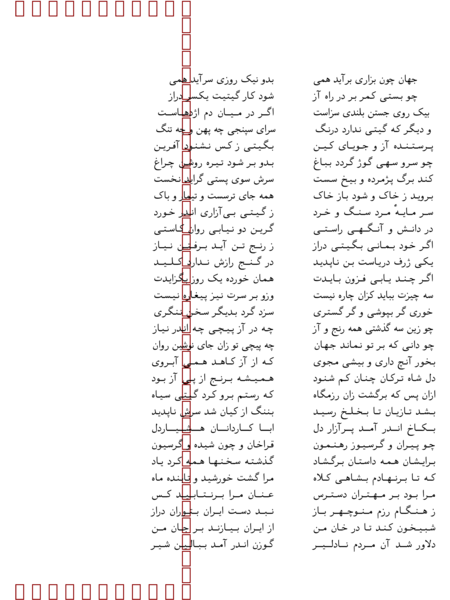 جهان چون بزاری برآید همی بدو نیک روزی سرآید همی
چو بستی کمر بر در راه آز شود کار گیتیت یکسر دراز
بیک روی جستن بلندی سزاست اگر در میان دم اژدهاست
و دیگر که گیتی ندارد درنگ سرای سپنجی چه پهن و چه تنگ
پرستنده آز و جویای کین بگیتی ز کس نشنود آفرین
چو سرو سهی گوژ گردد بباغ بدو بر شود تیره روشن چراغ
کند برگ پژمرده و بیخ سست سرش سوی پستی گراید نخست
بروید ز خاک و شود باز خاک همه جای ترسست و تیمار و باک
سر مایهٔ مرد سنگ و خرد ز گیتی بی‌آزاری اندر خورد
در دانش و آنگهی راستی گرین دو نیابی روان کاستی
اگر خود بمانی بگیتی دراز ز رنج تن آید برفتن نیاز
یکی ژرف دریاست بن ناپدید در گنج رازش ندارد کلید
اگر چند یابی فزون بایدت همان خورده یک روز بگزایدت
سه چیزت بباید کزان چاره نیست وزو بر سرت نیز پیغاره نیست
خوری گر بپوشی و گر گستری سزد گر بدیگر سخن ننگری
چو زین سه گذشتی همه رنج و آز چه در آز پیچی چه اندر نیاز
چو دانی که بر تو نماند جهان چه پیچی تو زان جای نوشین روان
بخور آنچ داری و بیشی مجوی که از آز کاهد همی آبروی
دل شاه ترکان چنان کم شنود همیشه برنج از پی آز بود
ازان پس که برگشت زان رزمگاه که رستم برو کرد گیتی سیاه
بشد تازیان تا بخلخ رسید بننگ از کیان شد سرش ناپدید
بکاخ اندر آمد پرآزار دل ابا کاردانان هشیاردل
چو پیران و گرسیوز رهنمون قراخان و چون شیده و گرسیون
برایشان همه داستان برگشاد گذشته سخنها همه کرد یاد
که تا برنهادم بشاهی کلاه مرا گشت خورشید و تابنده ماه
مرا بود بر مهتران دسترس عنان مرا برنتابید کس
ز هنگام رزم منوچهر باز نبد دست ایران بتوران دراز
شبیخون کند تا در خان من از ایران بیازند بر جان من
دلاور شد آن مردم نادلیر گوزن اندر آمد ببالین شیر